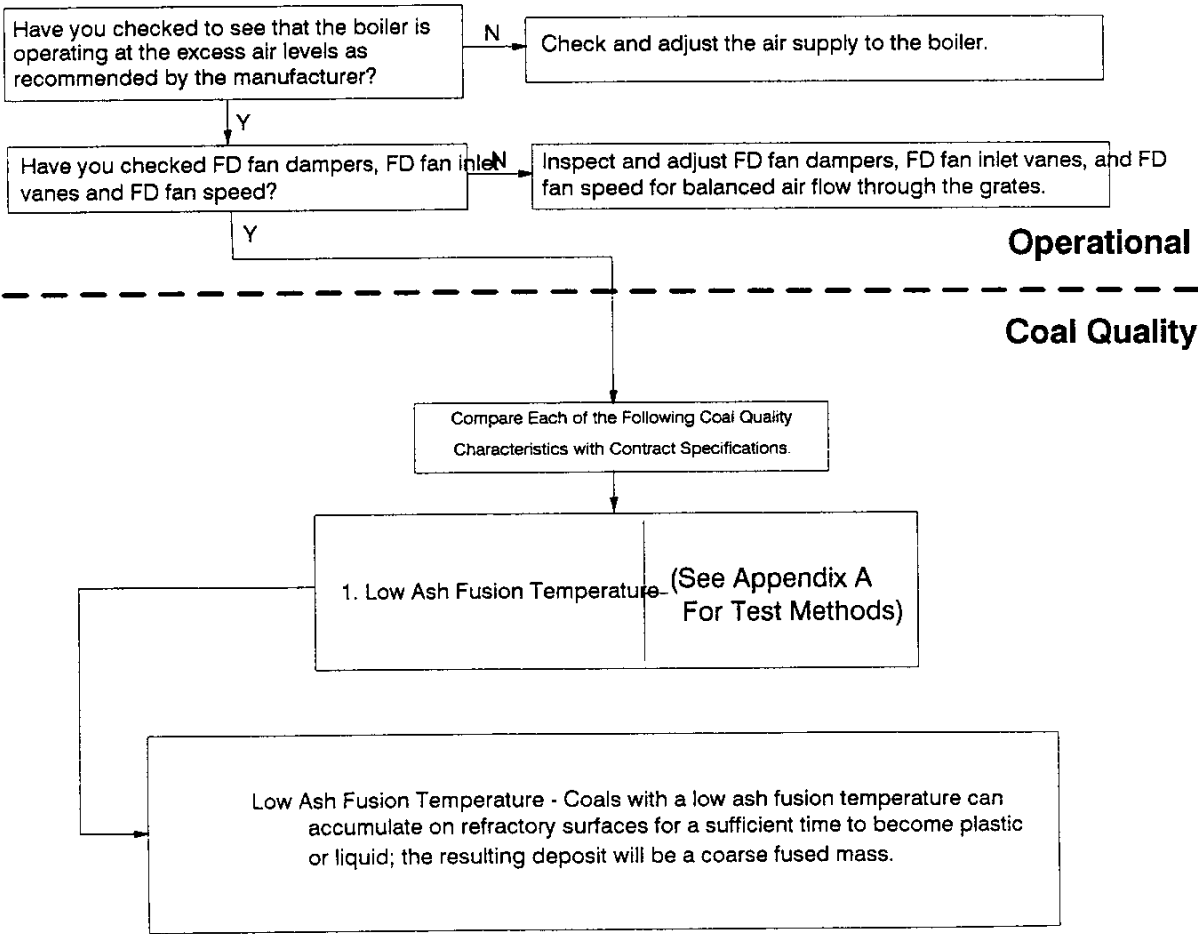 Have you checked to see that the boiler is
operating at the excess air levels as
recommended by the manufacturer?
N
Check and adjust the air supply to the boiler.
Y
Have you checked FD fan dampers, FD fan inlet
vanes and FD fan speed?
N
Inspect and adjust FD fan dampers, FD fan inlet vanes, and FD
fan speed for balanced air flow through the grates.
Y
Operational
Coal Quality
Compare Each of the Following Coal Quality
Characteristics with Contract Specifications.
1. Low Ash Fusion Temperature-
(See Appendix A
For Test Methods)
Low Ash Fusion Temperature - Coals with a low ash fusion temperature can
accumulate on refractory surfaces for a sufficient time to become plastic
or liquid; the resulting deposit will be a coarse fused mass.